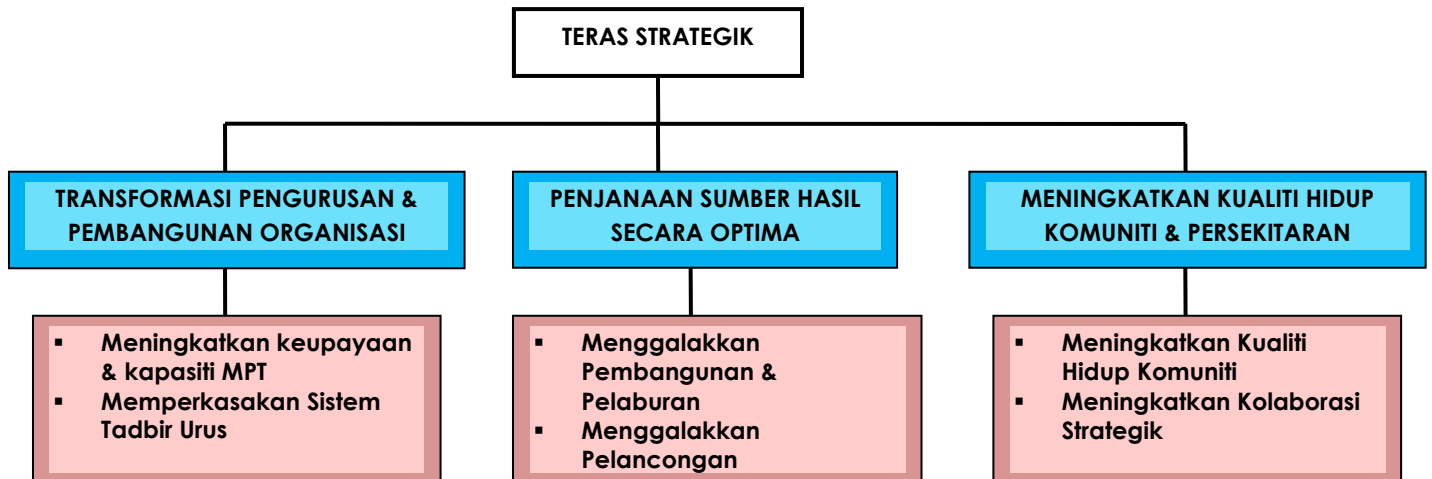 TERAS STRATEGIK
TRANSFORMASI PENGURUSAN &
PEMBANGUNAN ORGANISASI
PENJANAAN SUMBER HASIL
SECARA OPTIMA
MENINGKATKAN KUALITI HIDUP
KOMUNITI & PERSEKITARAN
▪ Meningkatkan keupayaan
& kapasiti MPT
▪ Memperkasakan Sistem
Tadbir Urus
▪ Menggalakkan
Pembangunan &
Pelaburan
▪ Menggalakkan
Pelancongan
▪ Meningkatkan Kualiti
Hidup Komuniti
▪ Meningkatkan Kolaborasi
Strategik